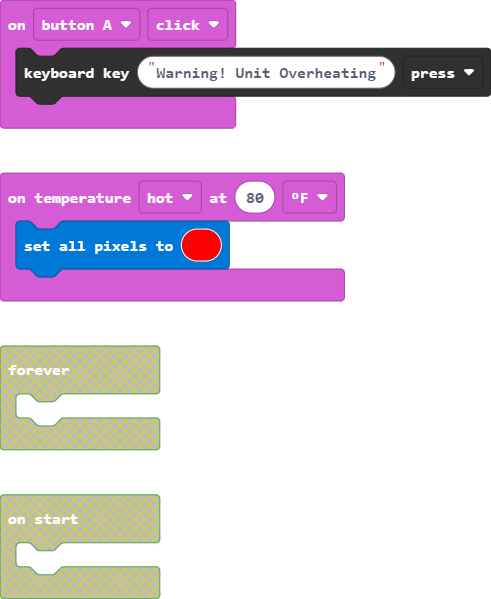 on button A click
keyboard key "Warning! Unit Overheating" press
on temperature hot at 80 ºF
set all pixels to
forever
on start